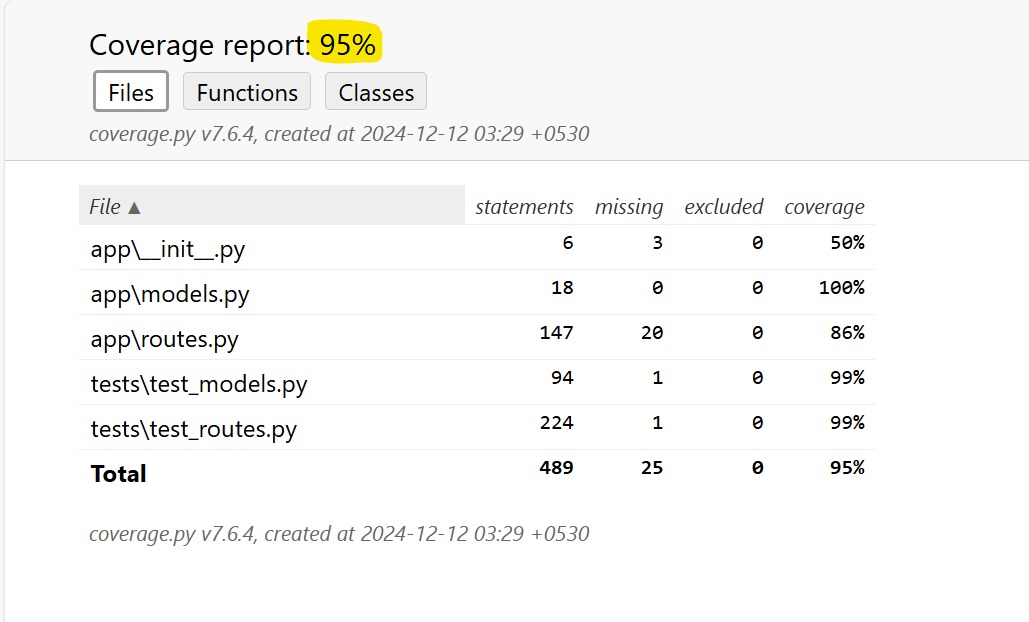 Coverage report: 95%
Files Functions Classes
coverage.py v7.6.4, created at 2024-12-12 03:29 +0530
File ▲ statements missing excluded coverage
app\__init__.py 6 3 0 50%
app\models.py 18 0 0 100%
app\routes.py 147 20 0 86%
tests\test_models.py 94 1 0 99%
tests\test_routes.py 224 1 0 99%
Total 489 25 0 95%
coverage.py v7.6.4, created at 2024-12-12 03:29 +0530